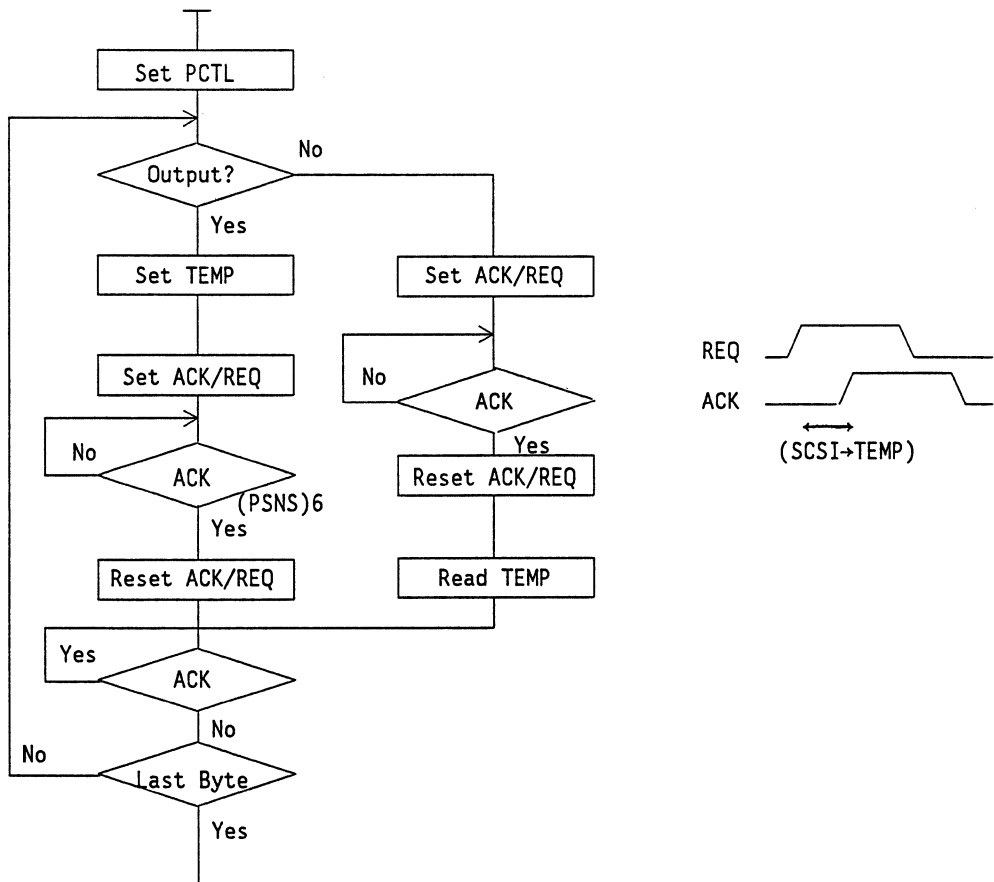 Set PCTL
No
Output?
Yes
Set TEMP
Set ACK/REQ
Set ACK/REQ
REQ
No
ACK
ACK
No
Yes
(SCSI→TEMP)
ACK
Reset ACK/REQ
(PSNS)6
Yes
Reset ACK/REQ
Read TEMP
Yes
ACK
No
No
Last Byte
Yes